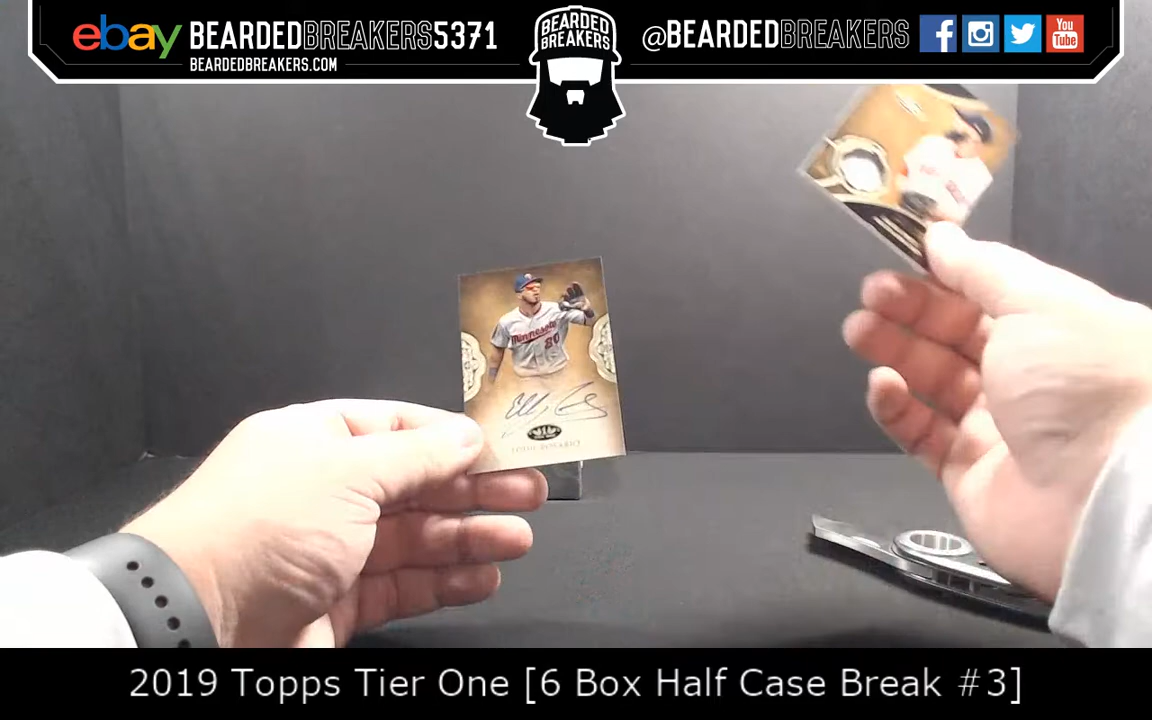 ebay BEARDEDBREAKERS5371
BEARDEDBREAKERS.COM
BEARDED
BREAKERS
@BEARDEDBREAKERS
You
Tube
Minnesota
20
EDDIE ROSARIO
2019 Topps Tier One [6 Box Half Case Break #3]